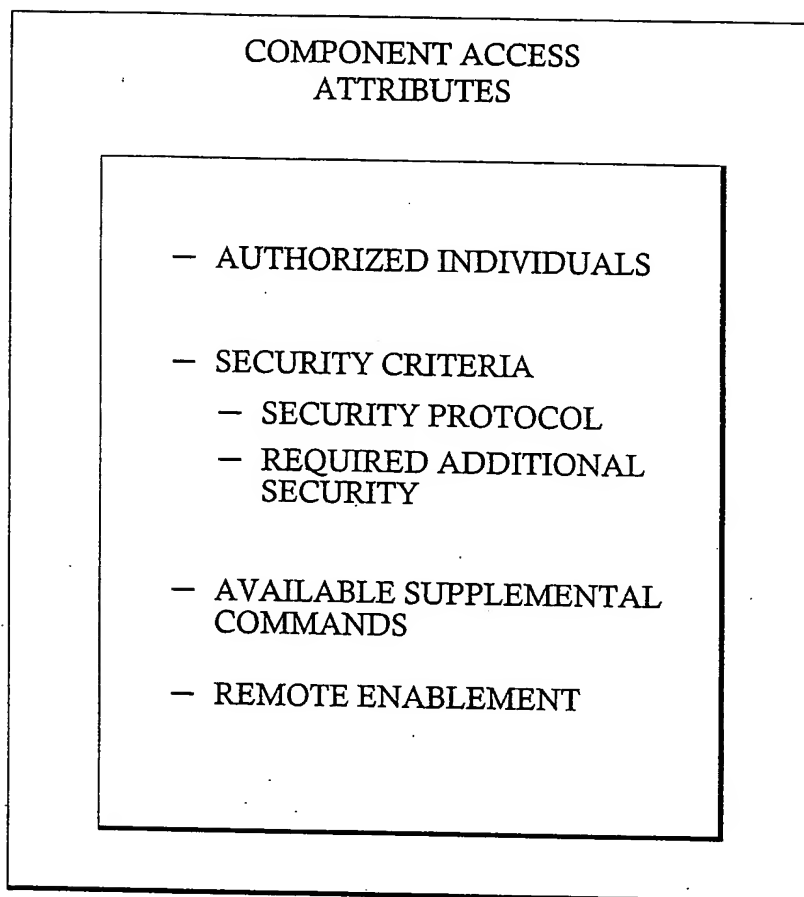 COMPONENT ACCESS
ATTRIBUTES
– AUTHORIZED INDIVIDUALS
– SECURITY CRITERIA
– SECURITY PROTOCOL
– REQUIRED ADDITIONAL
SECURITY
– AVAILABLE SUPPLEMENTAL
COMMANDS
– REMOTE ENABLEMENT